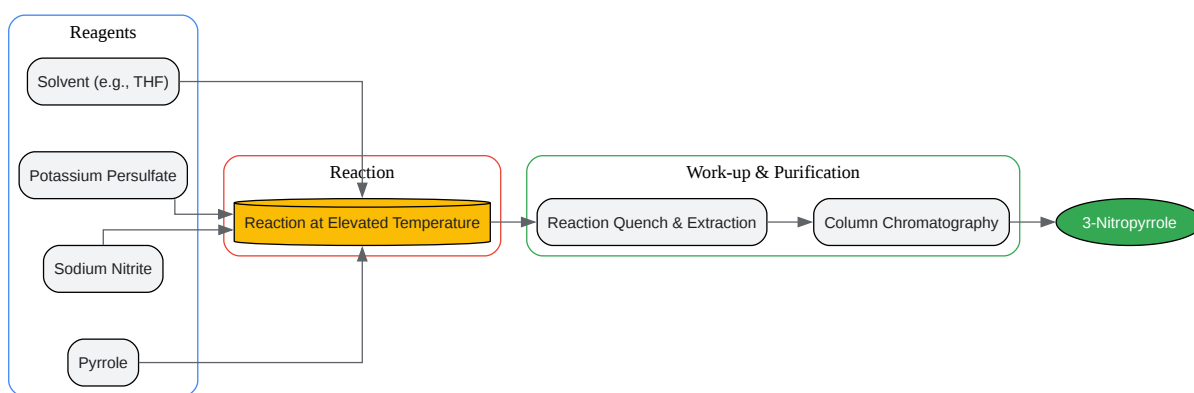 Reagents
Solvent (e.g., THF)
Potassium Persulfate
Sodium Nitrite
Pyrrole
Reaction
Reaction at Elevated Temperature
Work-up & Purification
Reaction Quench & Extraction
Column Chromatography
3-Nitropyrrole